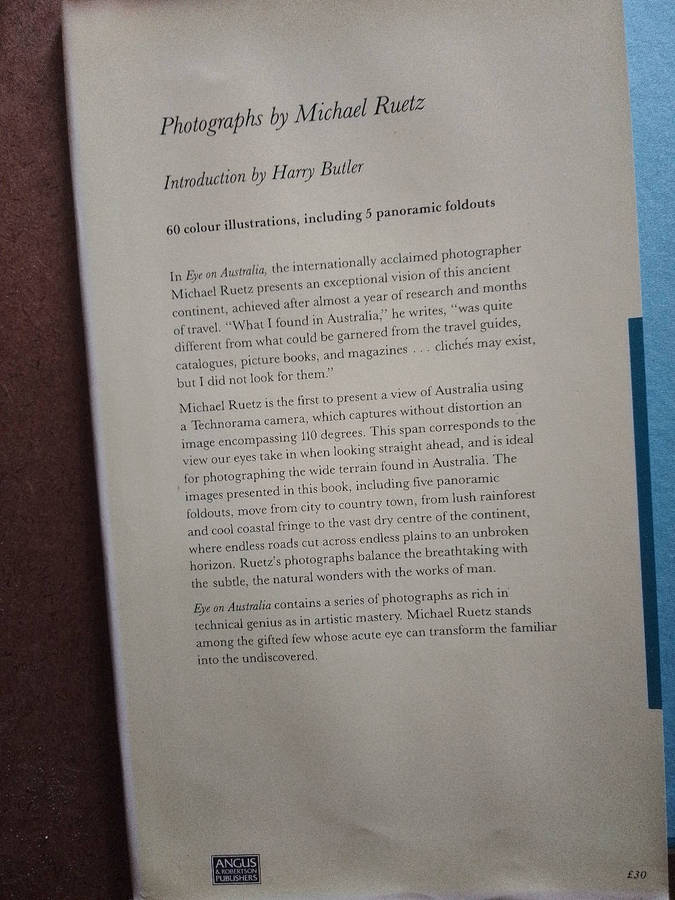 Photographs by Michael Ruetz
Introduction by Harry Butler
60 colour illustrations, including 5 panoramic foldouts
In Eye on Australia, the internationally acclaimed photographer
Michael Ruetz presents an exceptional vision of this ancient
continent, achieved after almost a year of research and months
of travel. “What I found in Australia,” he writes, “was quite
different from what could be garnered from the travel guides,
catalogues, picture books, and magazines . . . clichés may exist,
but I did not look for them.”
Michael Ruetz is the first to present a view of Australia using
a Technorama camera, which captures without distortion an
image encompassing 110 degrees. This span corresponds to the
view our eyes take in when looking straight ahead, and is ideal
for photographing the wide terrain found in Australia. The
images presented in this book, including five panoramic
foldouts, move from city to country town, from lush rainforest
and cool coastal fringe to the vast dry centre of the continent,
where endless roads cut across endless plains to an unbroken
horizon. Ruetz's photographs balance the breathtaking with
the subtle, the natural wonders with the works of man.
Eye on Australia contains a series of photographs as rich in
technical genius as in artistic mastery. Michael Ruetz stands
among the gifted few whose acute eye can transform the familiar
into the undiscovered.
ANGUS
& ROBERTSON
PUBLISHERS
£30